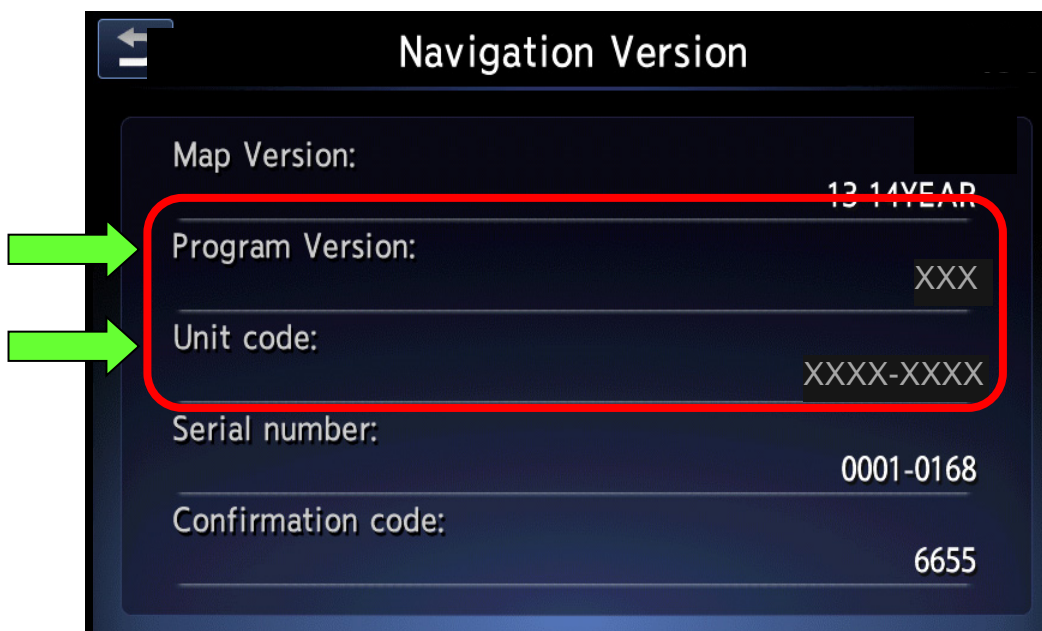 Navigation Version
Map Version:
13-14YEAR
Program Version:
XXX
Unit code:
XXXX-XXXX
Serial number:
0001-0168
Confirmation code:
6655